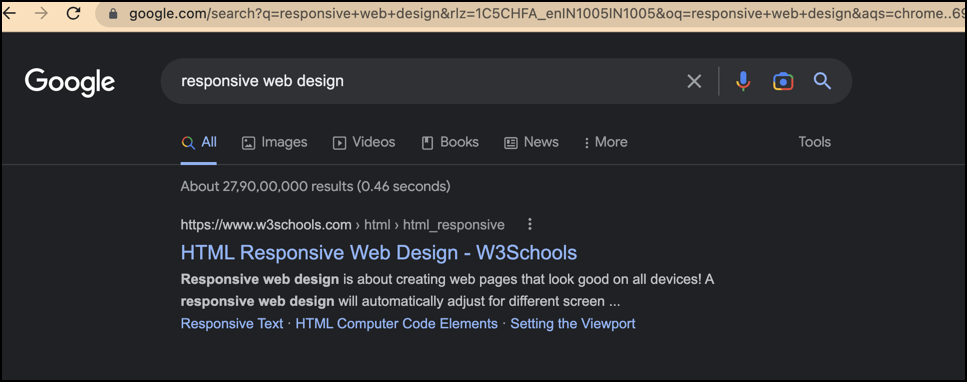 google.com/search?q=responsive+web+design&rlz=1C5CHFA_enIN1005IN1005&oq=responsive+web+design&aqs=chrome..69
Google
responsive web design
All Images Videos Books News More Tools
About 27,90,00,000 results (0.46 seconds)
https://www.w3schools.com › html › html_responsive
HTML Responsive Web Design - W3Schools
Responsive web design is about creating web pages that look good on all devices! A
responsive web design will automatically adjust for different screen ...
Responsive Text · HTML Computer Code Elements · Setting the Viewport